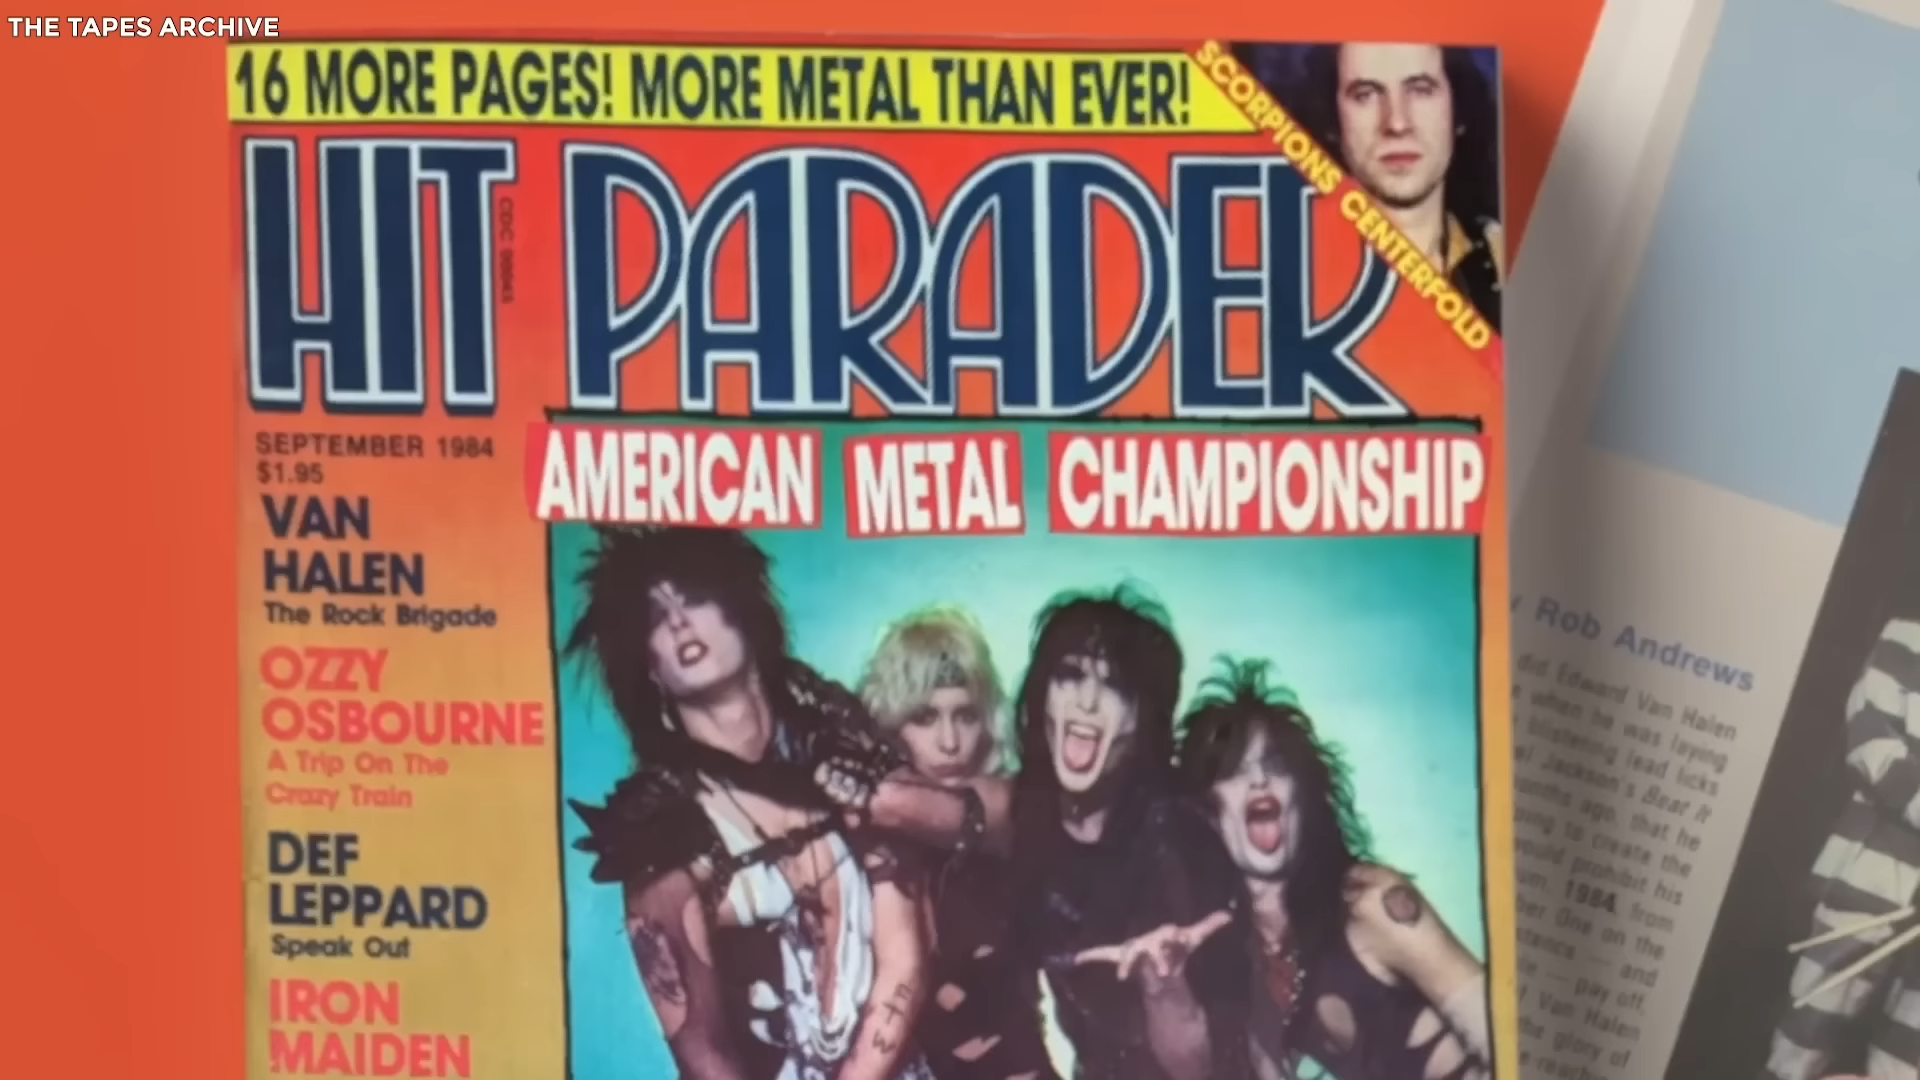 THE TAPES ARCHIVE
16 MORE PAGES! MORE METAL THAN EVER!
SCORPIONS CENTERFOLD
HIT PARADER
SEPTEMBER 1984
$1.95
AMERICAN METAL CHAMPIONSHIP
VAN
HALEN
The Rock Brigade
OZZY
OSBOURNE
A Trip On The
Crazy Train
DEF
LEPPARD
Speak Out
IRON
MAIDEN
FTW
Rob Andrews
did Edward Van Halen
when he was laying
blistering lead licks
Jackson's Beat It
ago, that he
to create the
would prohibit his
1984, from
One on the
and
pay off.
Van Halen
the glory of